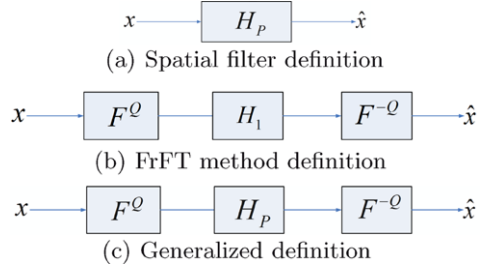 x H_P x̂
(a) Spatial filter definition
x F^Q H_1 F^{-Q} x̂
(b) FrFT method definition
x F^Q H_P F^{-Q} x̂
(c) Generalized definition